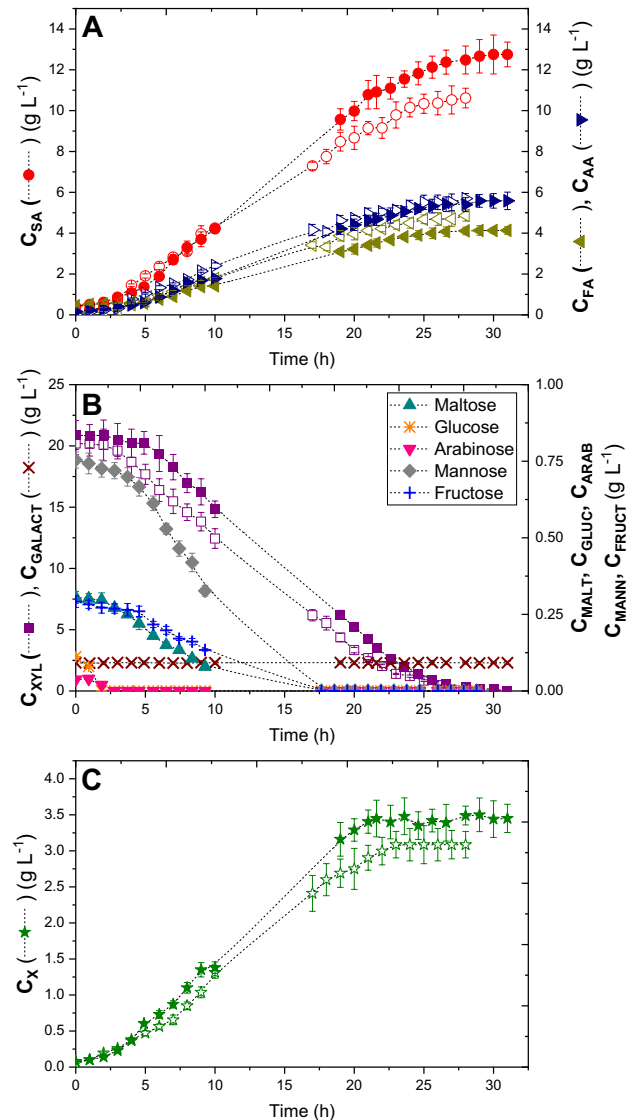 A
14
12
10
8
6
4
2
0
C_SA (●) (g L⁻¹)
14
12
10
8
6
4
2
0
C_FA (◀), C_AA (▶) (g L⁻¹)
0 5 10 15 20 25 30
Time (h)
B
25
20
15
10
5
0
C_XYL (■), C_GALACT (×) (g L⁻¹)
Maltose
Glucose
Arabinose
Mannose
Fructose
1.00
0.75
0.50
0.25
0.00
C_MALT, C_GLUC, C_ARAB
C_MANN, C_FRUCT (g L⁻¹)
0 5 10 15 20 25 30
Time (h)
C
4.0
3.5
3.0
2.5
2.0
1.5
1.0
0.5
0.0
C_X (★) (g L⁻¹)
0 5 10 15 20 25 30
Time (h)